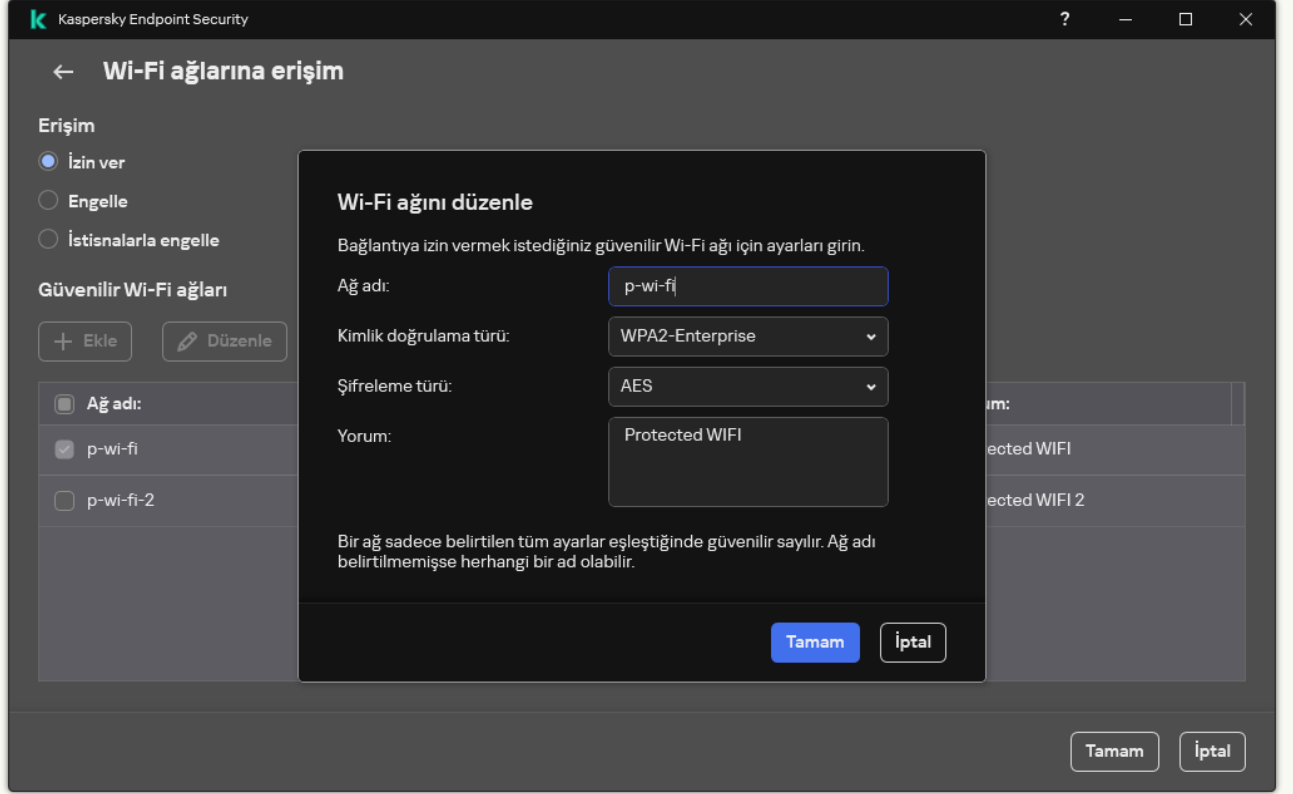 Kaspersky Endpoint Security
?
Wi-Fi ağlarına erişim
Erişim
İzin ver
Engelle
İstisnalarla engelle
Güvenilir Wi-Fi ağları
Ekle
Düzenle
Ağ adı:
p-wi-fi
ected WIFI
p-wi-fi-2
ected WIFI 2
Wi-Fi ağını düzenle
Bağlantıya izin vermek istediğiniz güvenilir Wi-Fi ağı için ayarları girin.
Ağ adı:
p-wi-fi
Kimlik doğrulama türü:
WPA2-Enterprise
Şifreleme türü:
AES
Yorum:
Protected WIFI
Bir ağ sadece belirtilen tüm ayarlar eşleştiğinde güvenilir sayılır. Ağ adı
belirtilmemişse herhangi bir ad olabilir.
Tamam
İptal
Tamam
İptal